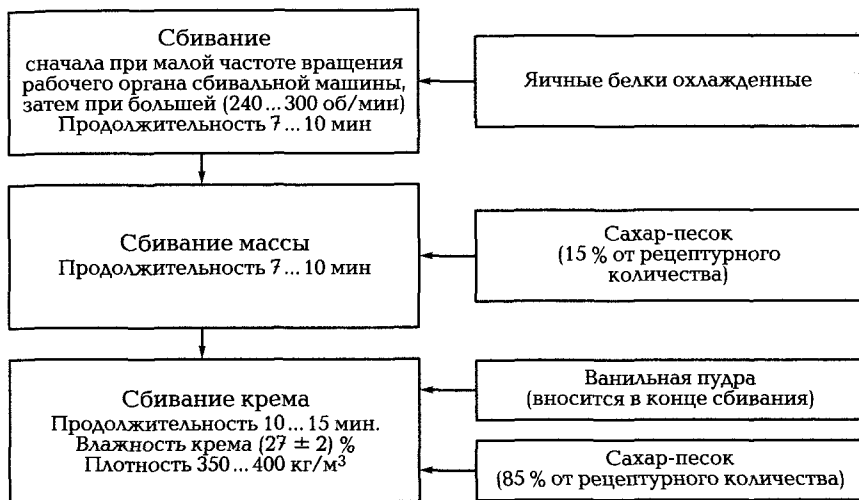 Сбивание
сначала при малой частоте вращения
рабочего органа сбивальной машины,
затем при большей (240...300 об/мин)
Продолжительность 7...10 мин
Яичные белки охлажденные
Сбивание массы
Продолжительность 7...10 мин
Сахар-песок
(15 % от рецептурного
количества)
Сбивание крема
Продолжительность 10...15 мин.
Влажность крема (27 ± 2) %
Плотность 350...400 кг/м³
Ванильная пудра
(вносится в конце сбивания)
Сахар-песок
(85 % от рецептурного количества)